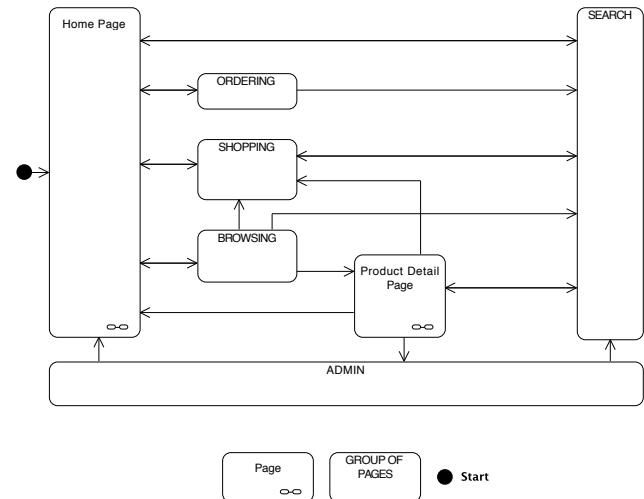 Home Page
SEARCH
ORDERING
SHOPPING
BROWSING
Product Detail
Page
ADMIN
Page
GROUP OF
PAGES
Start